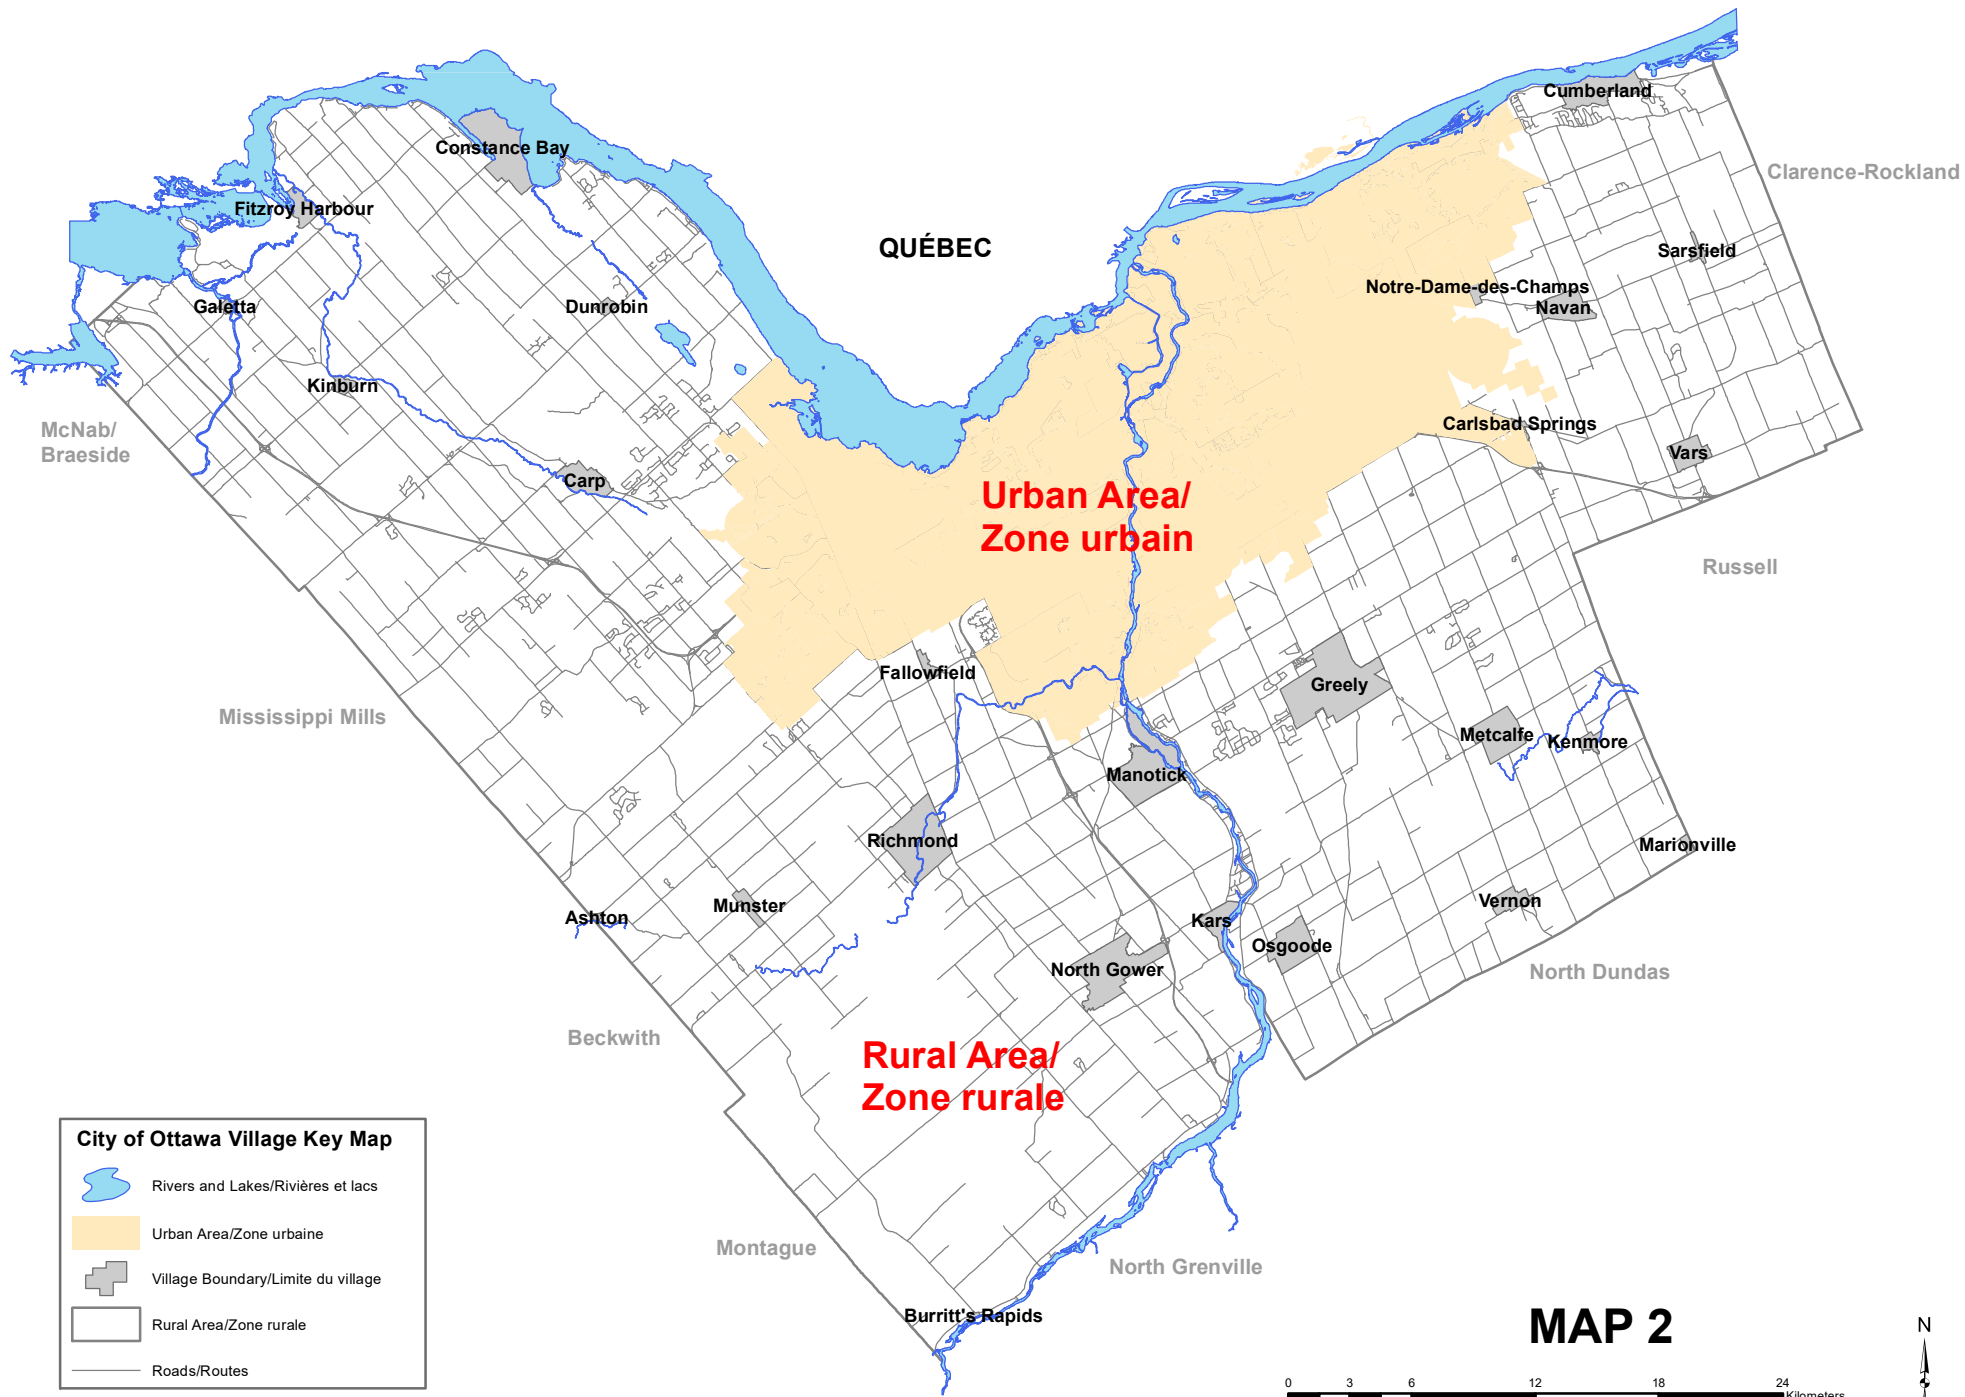 Cumberland
Constance Bay
Clarence-Rockland
Fitzroy Harbour
QUÉBEC
Sarsfield
Notre-Dame-des-Champs
Navan
Galetta
Dunrobin
Kinburn
McNab/
Braeside
Carlsbad Springs
Vars
Carp
Urban Area/
Zone urbain
Russell
Fallowfield
Greely
Mississippi Mills
Metcalfe
Kenmore
Manotick
Richmond
Marionville
Munster
Ashton
Vernon
Kars
Osgoode
North Gower
North Dundas
Beckwith
Rural Area/
Zone rurale
City of Ottawa Village Key Map
Rivers and Lakes/Rivières et lacs
Urban Area/Zone urbaine
Village Boundary/Limite du village
Rural Area/Zone rurale
Roads/Routes
Montague
North Grenville
Burritt's Rapids
MAP 2
N
0 3 6 12 18 24
Kilometers